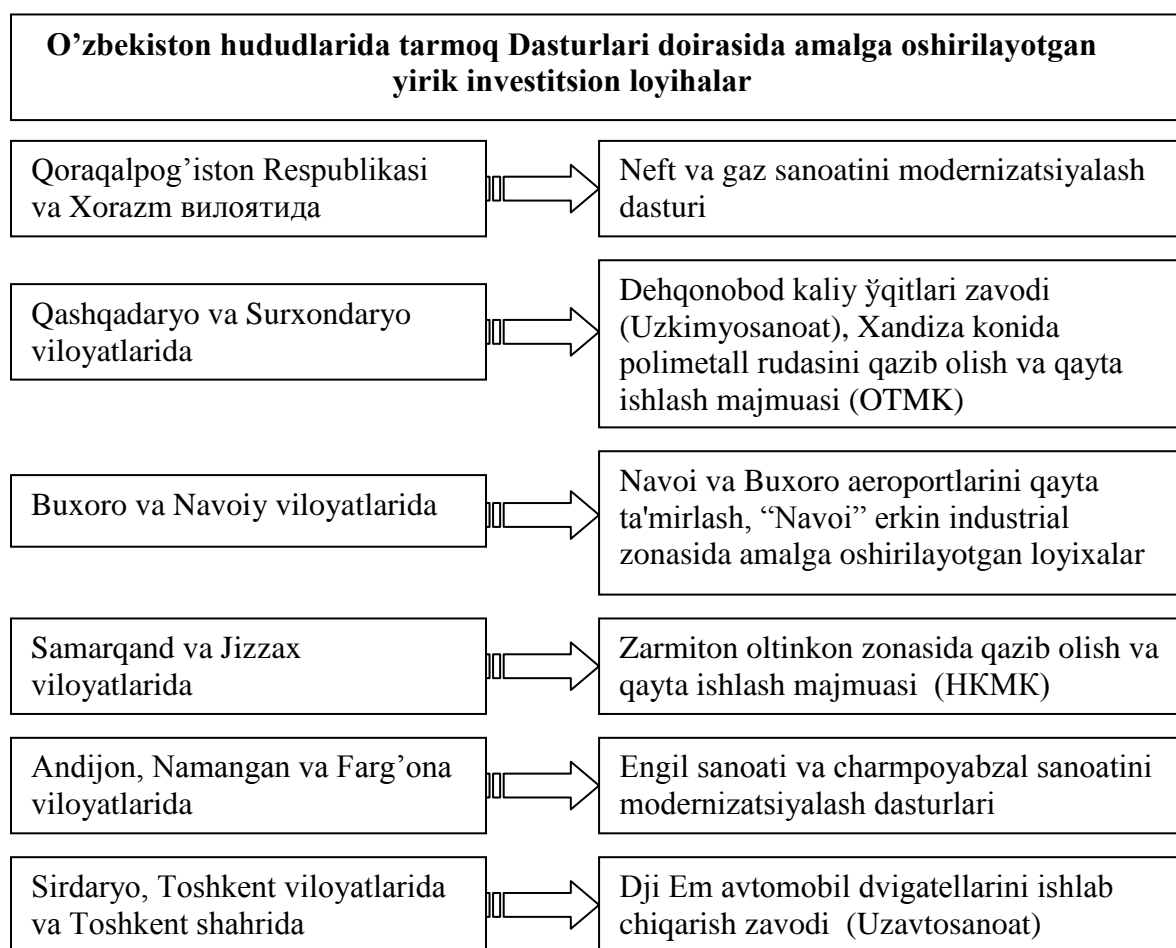 O’zbekiston hududlarida tarmoq Dasturlari doirasida amalga oshirilayotgan
yirik investitsion loyihalar
Qoraqalpog’iston Respublikasi
va Xorazm вилоятида
Neft va gaz sanoatini modernizatsiyalash
dasturi
Qashqadaryo va Surxondaryo
viloyatlarida
Dehqonobod kaliy ўqitlari zavodi
(Uzkimyosanoat), Xandiza konida
polimetall rudasini qazib olish va qayta
ishlash majmuasi (OTMK)
Buxoro va Navoiy viloyatlarida
Navoi va Buxoro aeroportlarini qayta
ta'mirlash, “Navoi” erkin industrial
zonasida amalga oshirilayotgan loyixalar
Samarqand va Jizzax
viloyatlarida
Zarmiton oltinkon zonasida qazib olish va
qayta ishlash majmuasi (НКМК)
Andijon, Namangan va Farg’ona
viloyatlarida
Engil sanoati va charmpoyabzal sanoatini
modernizatsiyalash dasturlari
Sirdaryo, Toshkent viloyatlarida
va Toshkent shahrida
Dji Em avtomobil dvigatellarini ishlab
chiqarish zavodi (Uzavtosanoat)